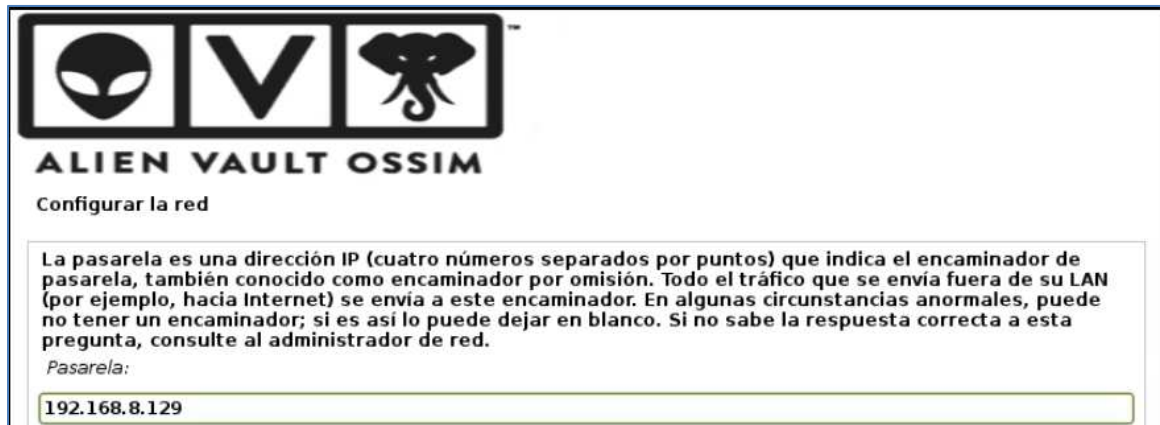 V
™
ALIEN VAULT OSSIM
Configurar la red
La pasarela es una dirección IP (cuatro números separados por puntos) que indica el encaminador de
pasarela, también conocido como encaminador por omisión. Todo el tráfico que se envía fuera de su LAN
(por ejemplo, hacia Internet) se envía a este encaminador. En algunas circunstancias anormales, puede
no tener un encaminador; si es así lo puede dejar en blanco. Si no sabe la respuesta correcta a esta
pregunta, consulte al administrador de red.
Pasarela:
192.168.8.129